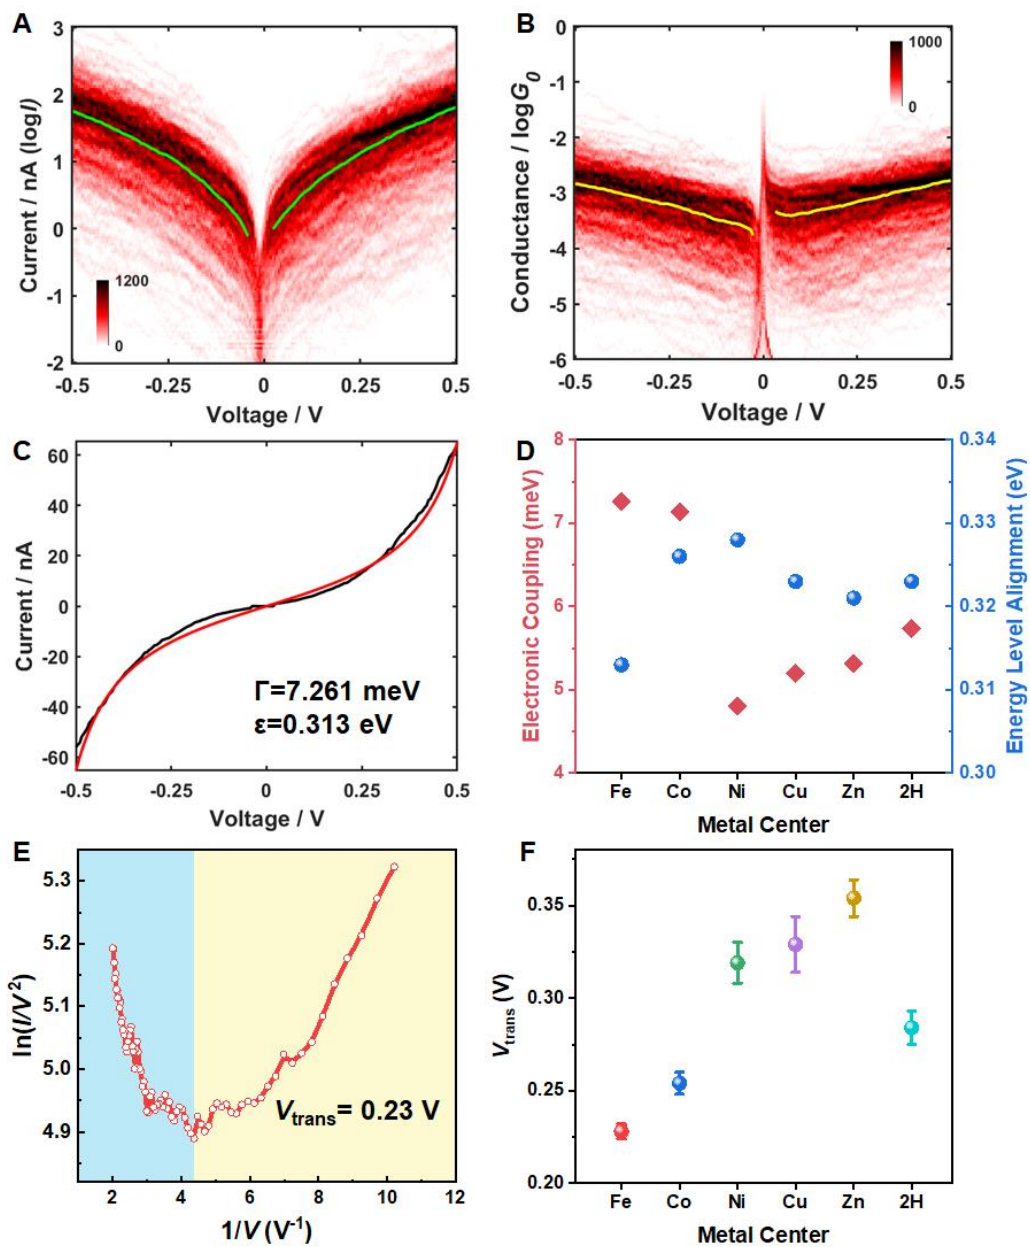 A
3
2
1
0
-1
-2
Current / nA (logI)
1200
0
-0.5
-0.25
0
0.25
0.5
Voltage / V
B
0
-1
-2
-3
-4
-5
-6
Conductance / logG₀
1000
0
-0.5
-0.25
0
0.25
0.5
Voltage / V
C
60
40
20
0
-20
-40
-60
Current / nA
Γ=7.261 meV
ε=0.313 eV
-0.5
-0.25
0
0.25
0.5
Voltage / V
D
8
7
6
5
4
Electronic Coupling (meV)
0.34
0.33
0.32
0.31
0.30
Energy Level Alignment (eV)
Fe
Co
Ni
Cu
Zn
2H
Metal Center
E
5.3
5.2
5.1
5.0
4.9
ln(I/V²)
Vtrans= 0.23 V
2
4
6
8
10
12
1/V (V⁻¹)
F
0.35
0.30
0.25
0.20
Vtrans (V)
Fe
Co
Ni
Cu
Zn
2H
Metal Center